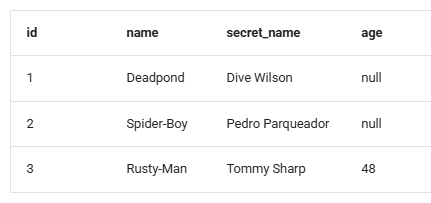 id name secret_name age
1 Deadpond Dive Wilson null
2 Spider-Boy Pedro Parqueador null
3 Rusty-Man Tommy Sharp 48